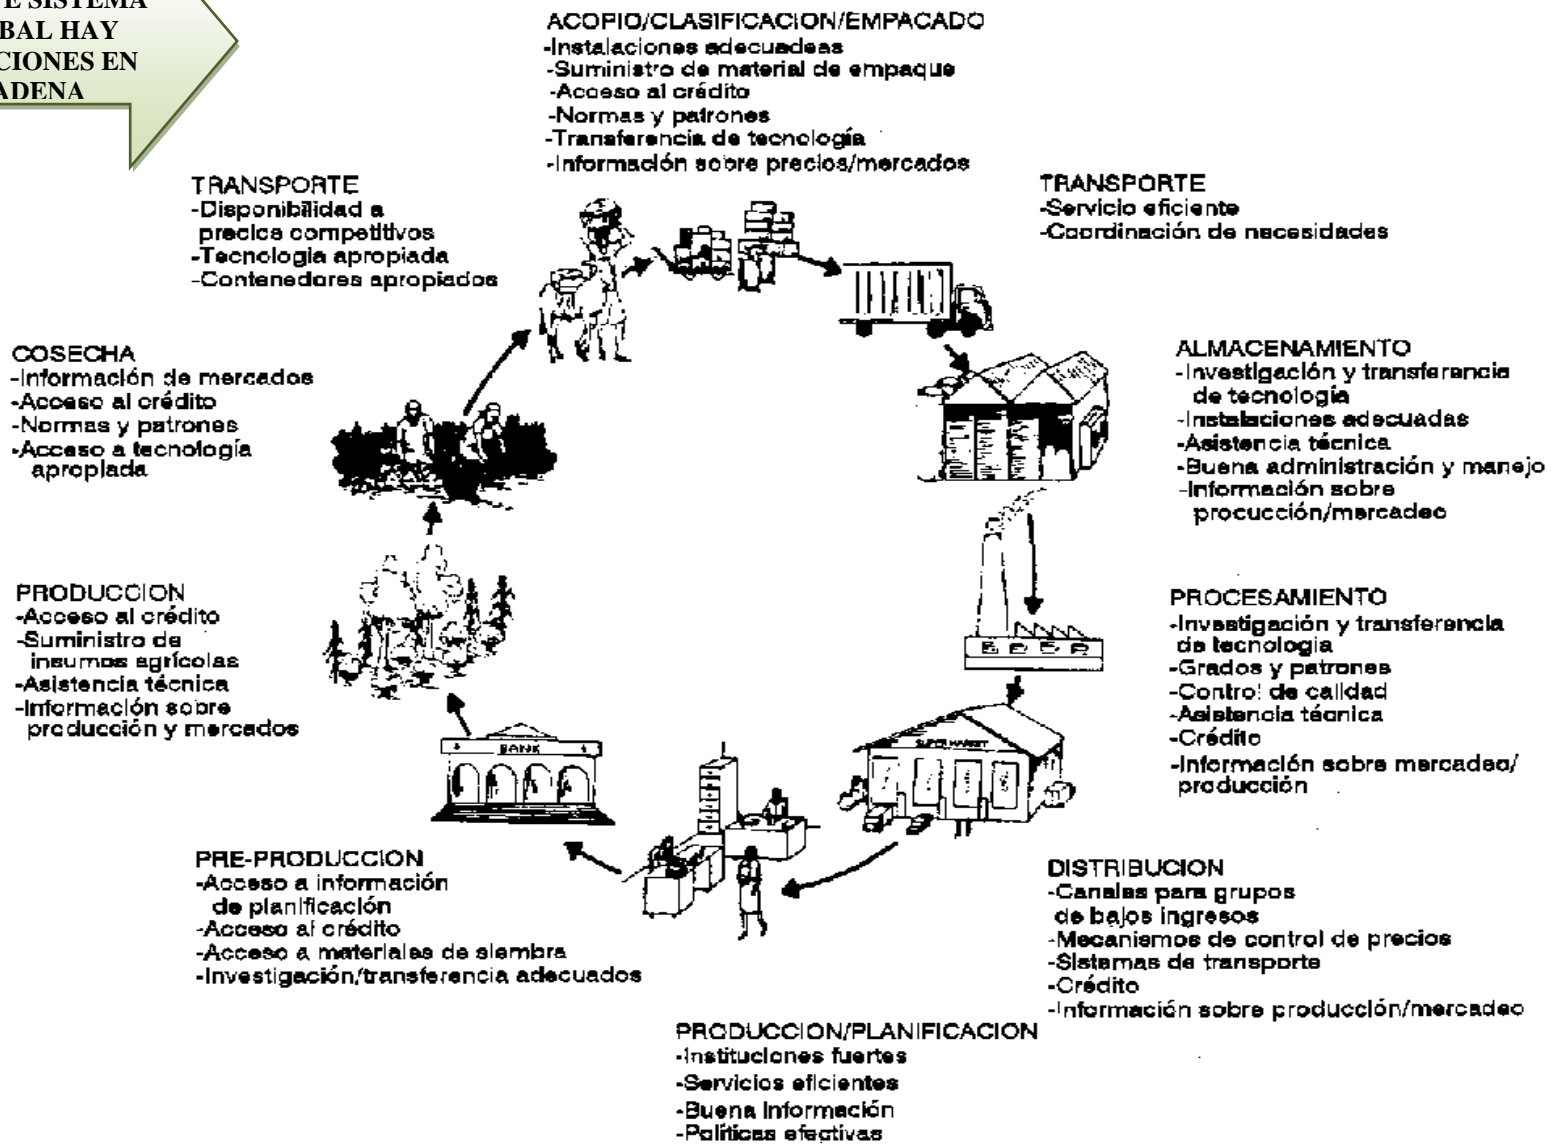 E SISTEMA
BAL HAY
CIONES EN
ADENA
ACOPIO/CLASIFICACION/EMPACADO
-Instalaciones adecuadeas
-Suministro de material de empaque
-Acceso al crédito
-Normas y patrones
-Transferencia de tecnología
-Información sobre precios/mercados
TRANSPORTE
-Disponibilidad a
precios competitivos
-Tecnologia apropiada
-Contenedores apropiados
TRANSPORTE
-Servicio eficiente
-Coordinación de necesidades
COSECHA
-Información de mercados
-Acceso al crédito
-Normas y patrones
-Acceso a tecnología
apropiada
ALMACENAMIENTO
-Investigación y transferencia
de tecnología
-Instalaciones adecuadas
-Asistencia técnica
-Buena administración y manejo
-Información sobre
procucción/mercadeo
PRODUCCION
-Acceso al crédito
-Suministro de
insumos agrícolas
-Asistencia técnica
-Información sobre
producción y mercados
PROCESAMIENTO
-Investigación y transferencia
de tecnologia
-Grados y patrones
-Control de calidad
-Asistencia técnica
-Crédito
-Información sobre mercadeo/
producción
BANK
SUPER MARKET
PRE-PRODUCCION
-Acceso a información
de planificación
-Acceso al crédito
-Acceso a materiales de siembra
-Investigación/transferencia adecuados
DISTRIBUCION
-Canales para grupos
de bajos ingresos
-Mecanismos de control de precios
-Sistemas de transporte
-Crédito
-Información sobre producción/mercadeo
PRODUCCION/PLANIFICACION
-Instituciones fuertes
-Servicios eficientes
-Buena Información
-Políticas efectivas